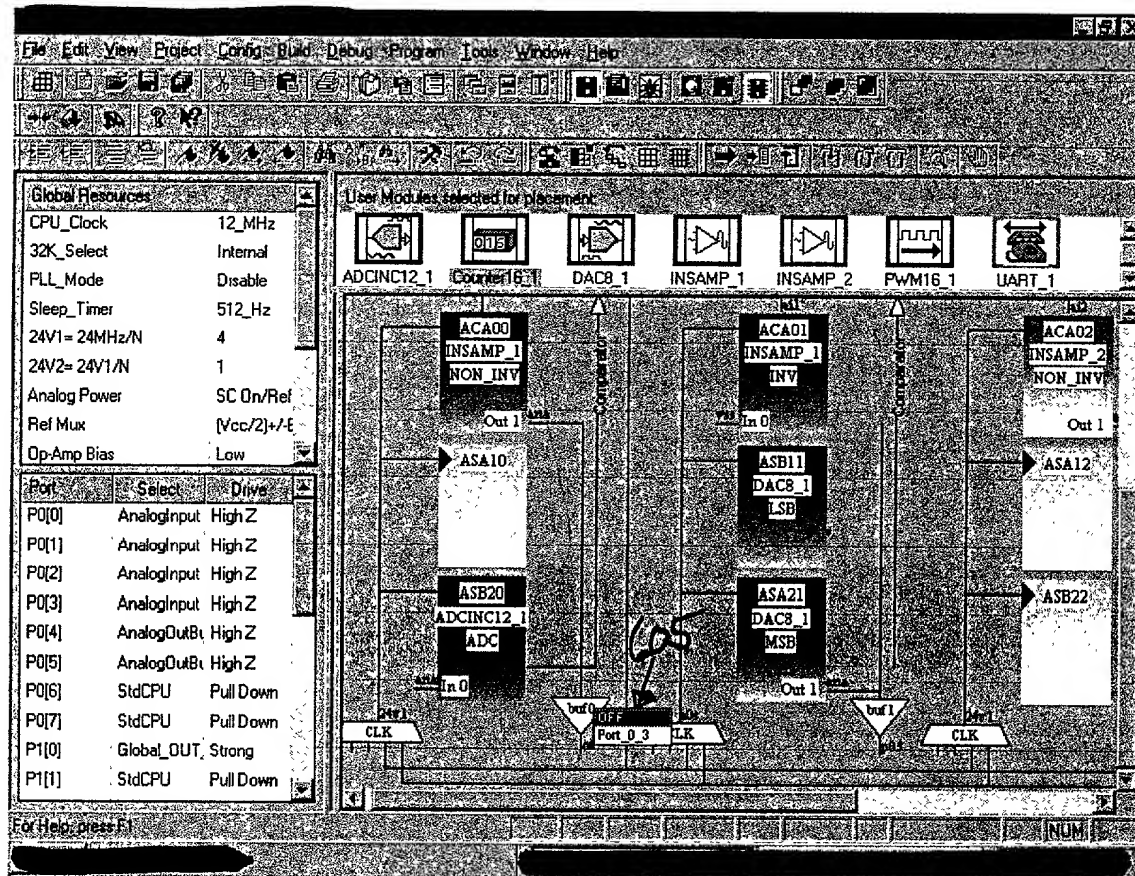 File Edit View Project Config Build Debug Program Tools Window Help
Global Resources
CPU_Clock 12_MHz
32K_Select Internal
PLL_Mode Disable
Sleep_Timer 512_Hz
24V1= 24MHz/N 4
24V2= 24V1/N 1
Analog Power SC On/Ref
Ref Mux (Vcc/2)+/-E
Op-Amp Bias Low
Port Select Drive
P0[0] AnalogInput High Z
P0[1] AnalogInput High Z
P0[2] AnalogInput High Z
P0[3] AnalogInput High Z
P0[4] AnalogOutBu High Z
P0[5] AnalogOutBu High Z
P0[6] StdCPU Pull Down
P0[7] StdCPU Pull Down
P1[0] Global_OUT_ Strong
P1[1] StdCPU Pull Down
User Modules selected for placement:
ADCINC12_1 Counter16_1 DAC8_1 INSAMP_1 INSAMP_2 PWM16_1 UART_1
ACA00
INSAMP_1
NON_INV
Out 1
Comparator
ACA01
INSAMP_1
INV
In 0
Comparator
ACA02
INSAMP_2
NON_INV
Out 1
ASA10
ASB11
DAC8_1
LSB
ASA12
ASB20
ADCINC12_1
ADC
In 0
ASA21
DAC8_1
MSB
Out 1
ASB22
605
buf0
OFF
Port_0_3
buf1
24v1
CLK
CLK
24v1
CLK
For Help, press F1
NUM